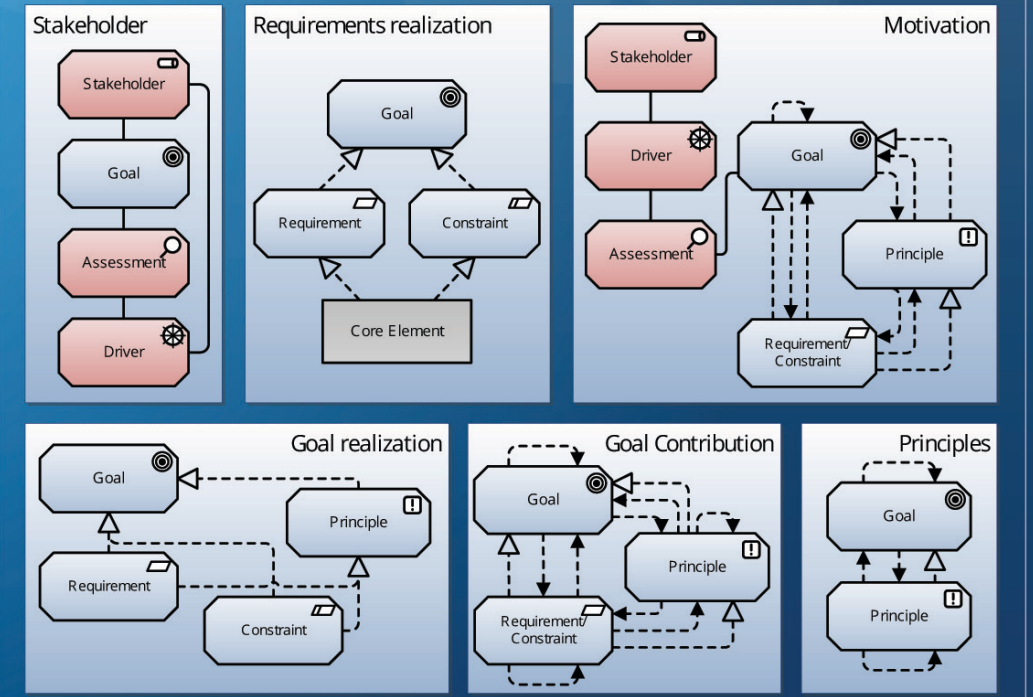 Stakeholder
Stakeholder
Goal
Assessment
Driver
Requirements realization
Goal
Requirement
Constraint
Core Element
Motivation
Stakeholder
Driver
Goal
Assessment
Principle
Requirement/
Constraint
Goal realization
Goal
Principle
Requirement
Constraint
Goal Contribution
Goal
Principle
Requirement/
Constraint
Principles
Goal
Principle